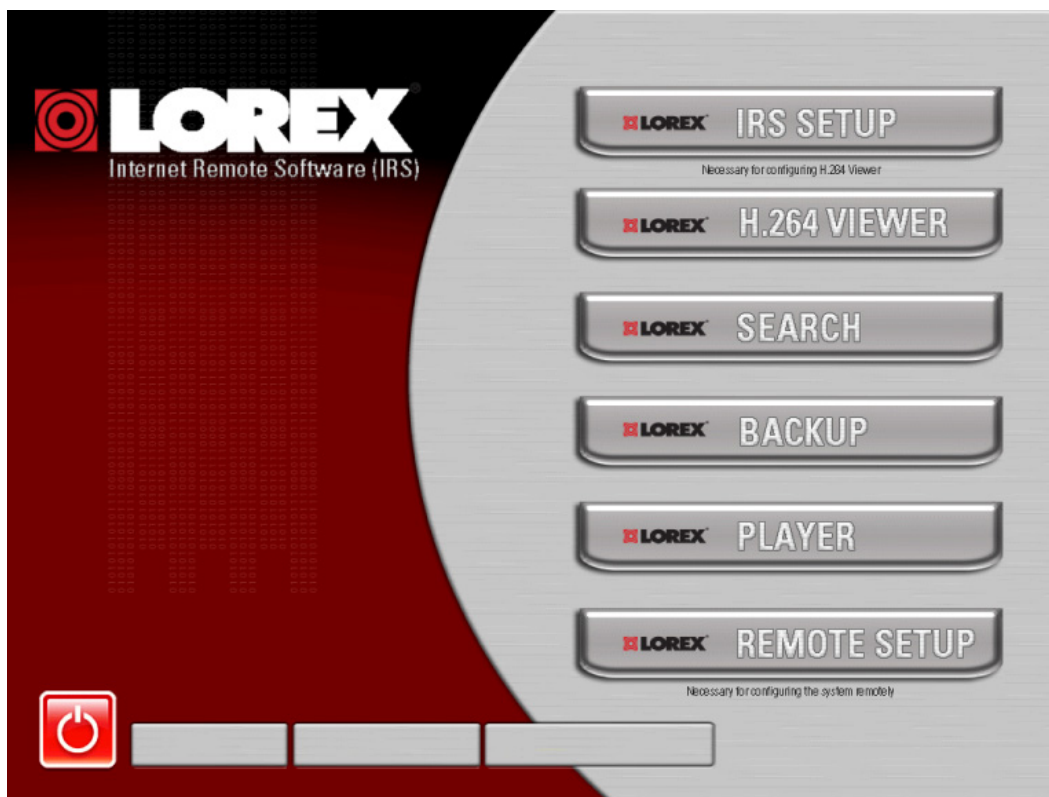 LOREX®
Internet Remote Software (IRS)
LOREX IRS SETUP
Necessary for configuring H.264 Viewer
LOREX H.264 VIEWER
LOREX SEARCH
LOREX BACKUP
LOREX PLAYER
LOREX REMOTE SETUP
Necessary for configuring the system remotely